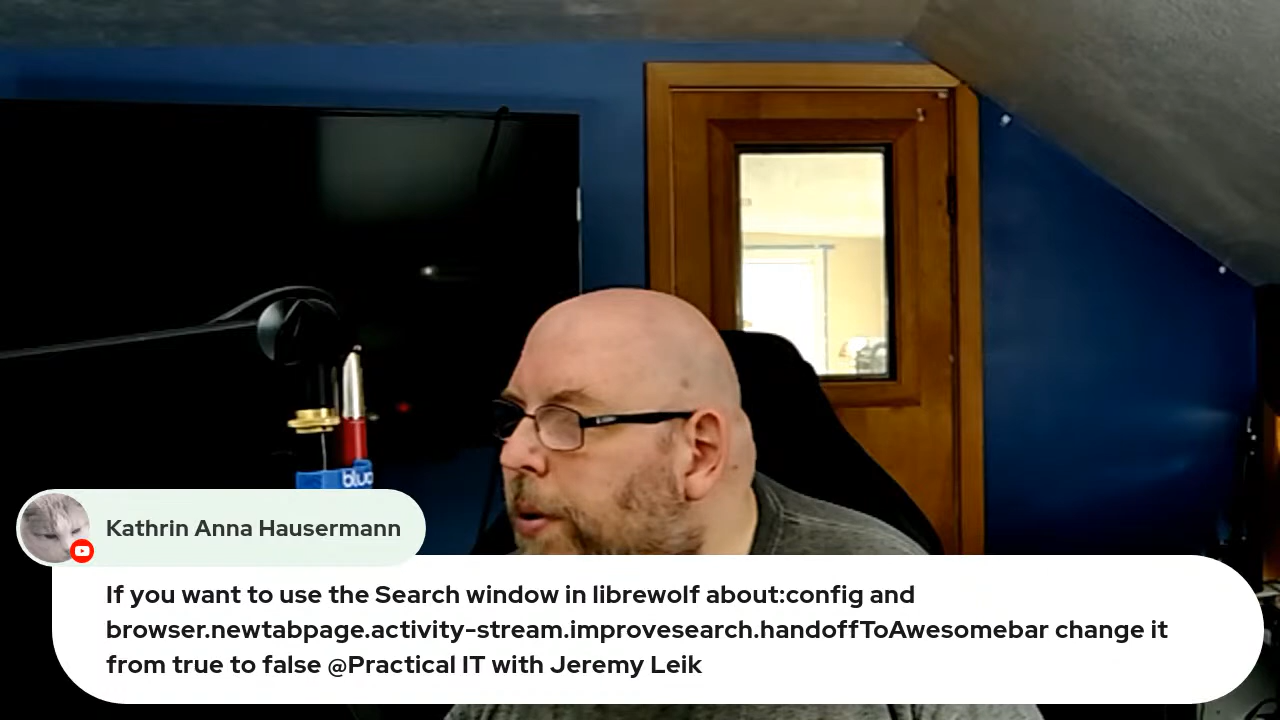 blue
Kathrin Anna Hausermann
If you want to use the Search window in librewolf about:config and
browser.newtabpage.activity-stream.improvesearch.handoffToAwesomebar change it
from true to false @Practical IT with Jeremy Leik